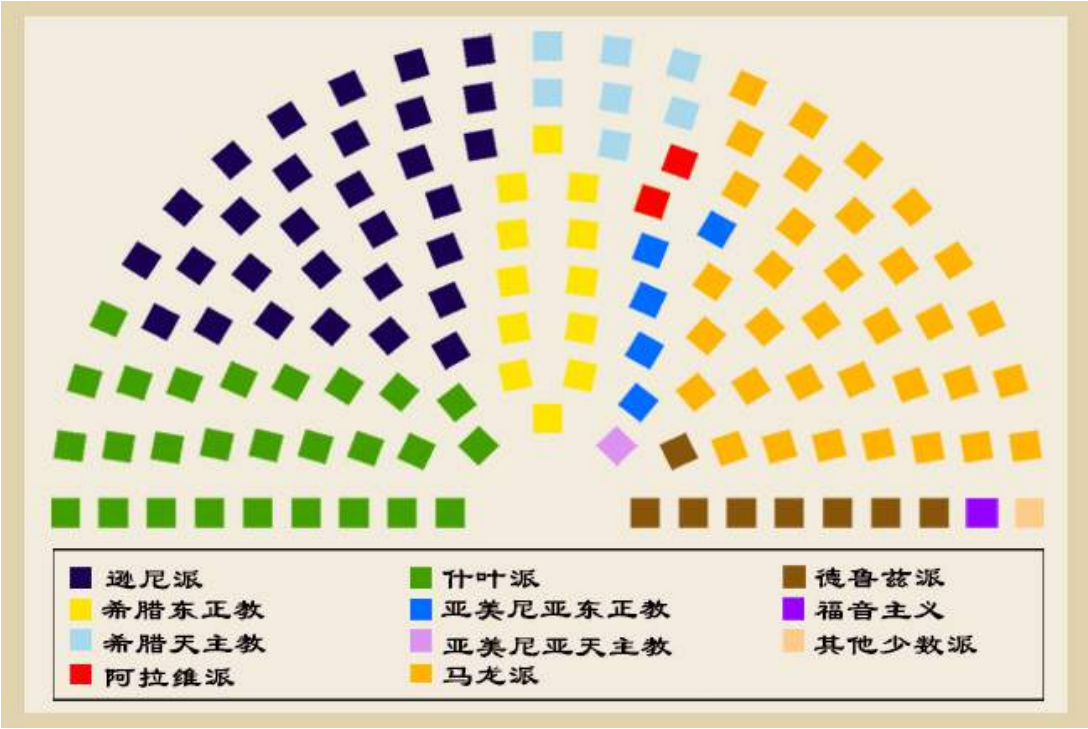 逊尼派 什叶派 德鲁兹派
希腊东正教 亚美尼亚东正教 福音主义
希腊天主教 亚美尼亚天主教 其他少数派
阿拉维派 马龙派